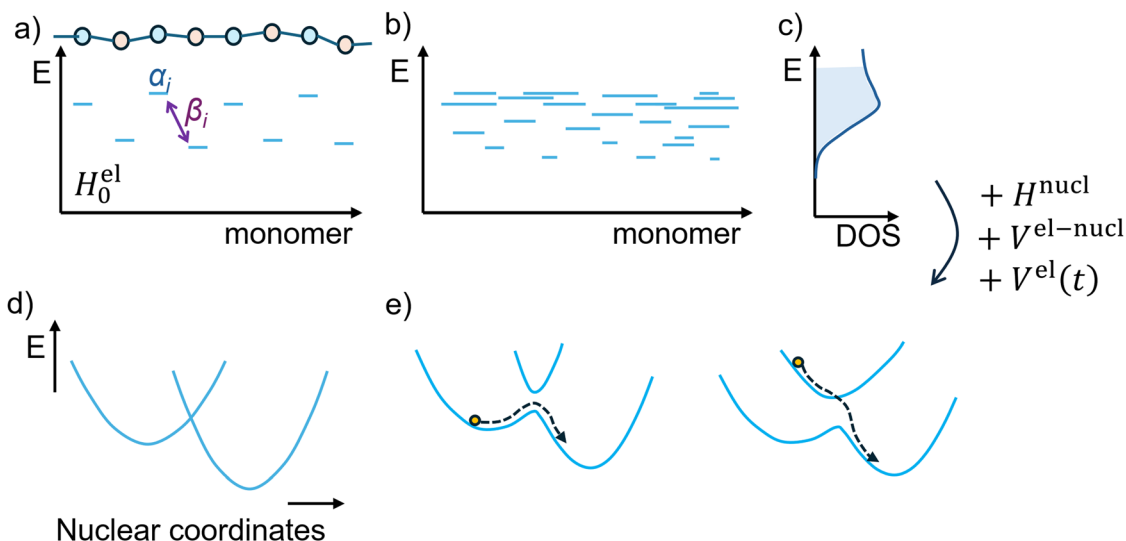 a)
E
αᵢ
βᵢ
H₀ᵉˡ
monomer
b)
monomer
c)
E
DOS
+ Hⁿᵘᶜˡ
+ Vᵉˡ⁻ⁿᵘᶜˡ
+ Vᵉˡ(t)
d)
E
Nuclear coordinates
e)